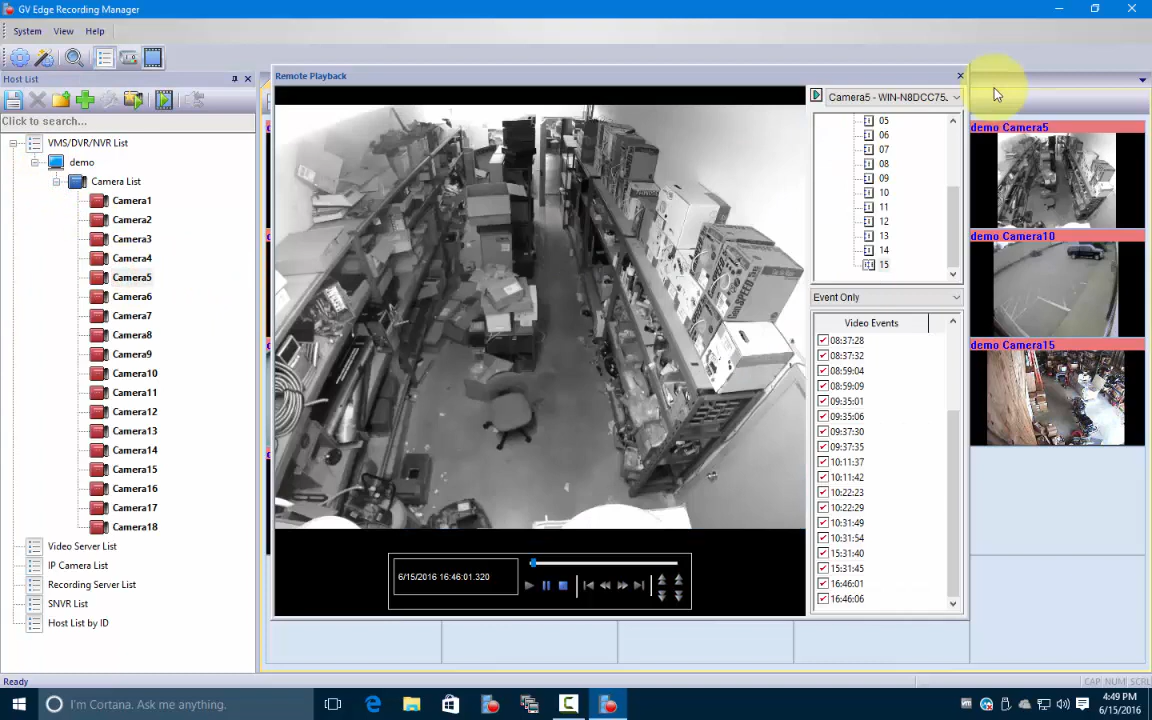 GV Edge Recording Manager
System View Help
Host List
Click to search...
VMS/DVR/NVR List
demo
Camera List
Camera1
Camera2
Camera3
Camera4
Camera5
Camera6
Camera7
Camera8
Camera9
Camera10
Camera11
Camera12
Camera13
Camera14
Camera15
Camera16
Camera17
Camera18
Video Server List
IP Camera List
Recording Server List
SNVR List
Host List by ID
Remote Playback
Camera5 - WIN-N8DCC75.
05
06
07
08
09
10
11
12
13
14
15
Event Only
Video Events
08:37:28
08:37:32
08:59:04
08:59:09
09:35:01
09:35:06
09:37:30
09:37:35
10:11:37
10:11:42
10:22:23
10:22:29
10:31:49
10:31:54
15:31:40
15:31:45
16:46:01
16:46:06
6/15/2016 16:46:01.320
demo Camera5
demo Camera10
demo Camera15
Ready
CAP NUM SCRL
I'm Cortana. Ask me anything.
4:49 PM
6/15/2016